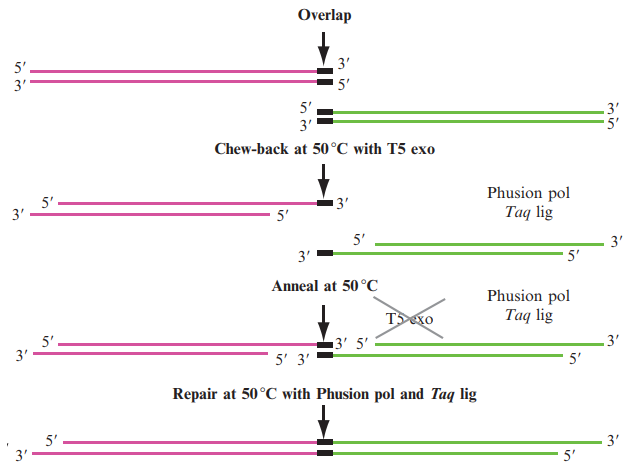 Overlap
5′ 3′
3′ 5′
5′ 3′
3′ 5′
Chew-back at 50°C with T5 exo
Phusion pol
Taq lig
5′ 3′
3′ 5′
5′ 3′
3′ 5′
Anneal at 50°C
Phusion pol
Taq lig
T5 exo
5′ 3′ 5′ 3′
3′ 5′ 3′ 5′
Repair at 50°C with Phusion pol and Taq lig
5′ 3′
3′ 5′